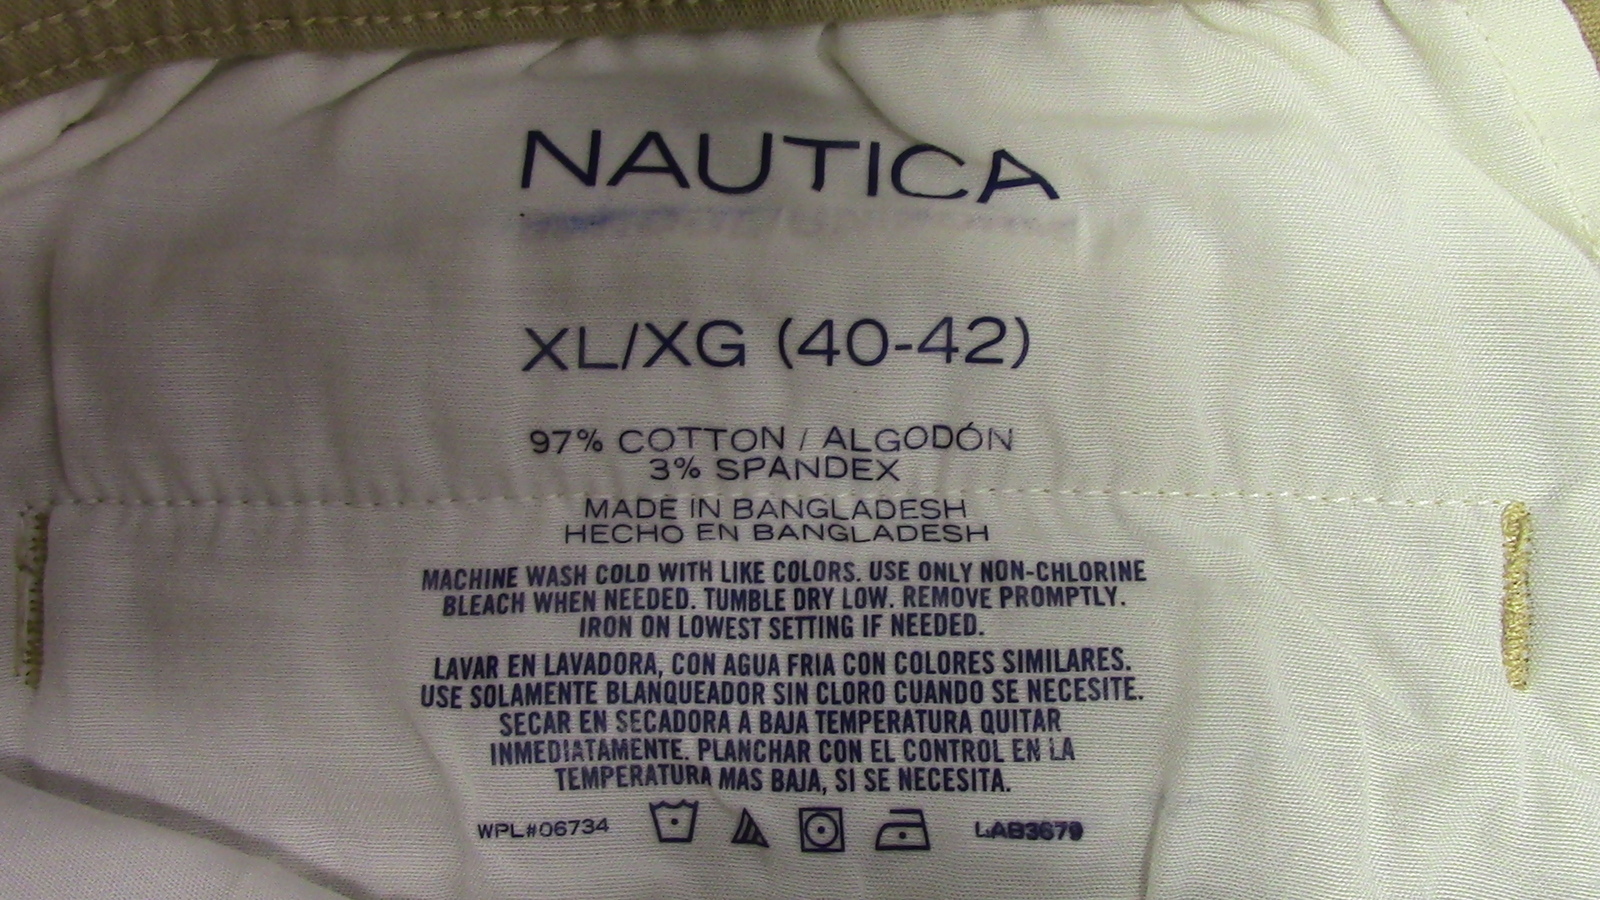 NAUTICA
XL/XG (40-42)
97% COTTON / ALGODÓN
3% SPANDEX
MADE IN BANGLADESH
HECHO EN BANGLADESH
MACHINE WASH COLD WITH LIKE COLORS. USE ONLY NON-CHLORINE
BLEACH WHEN NEEDED. TUMBLE DRY LOW. REMOVE PROMPTLY.
IRON ON LOWEST SETTING IF NEEDED.
LAVAR EN LAVADORA, CON AGUA FRIA CON COLORES SIMILARES.
USE SOLAMENTE BLANQUEADOR SIN CLORO CUANDO SE NECESITE.
SECAR EN SECADORA A BAJA TEMPERATURA QUITAR
INMEDIATAMENTE. PLANCHAR CON EL CONTROL EN LA
TEMPERATURA MAS BAJA, SI SE NECESITA.
WPL#06734 LAB3679